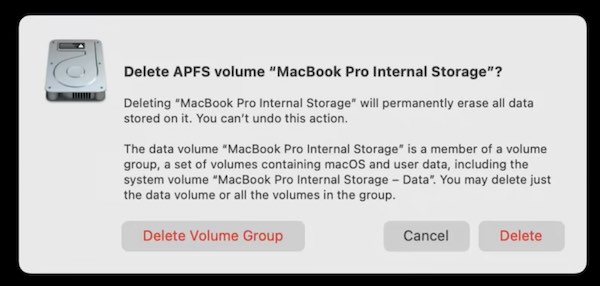 Delete APFS volume “MacBook Pro Internal Storage”?
Deleting “MacBook Pro Internal Storage” will permanently erase all data
stored on it. You can’t undo this action.
The data volume “MacBook Pro Internal Storage” is a member of a volume
group, a set of volumes containing macOS and user data, including the
system volume “MacBook Pro Internal Storage – Data”. You may delete just
the data volume or all the volumes in the group.
Delete Volume Group
Cancel
Delete